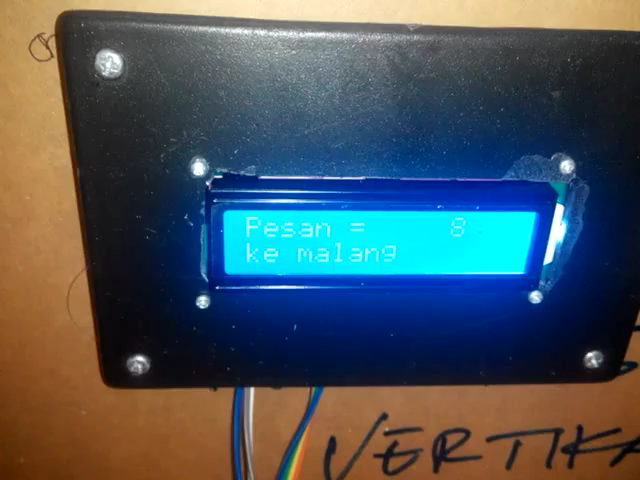 Pesan =     8
ke malang
VERTIKA